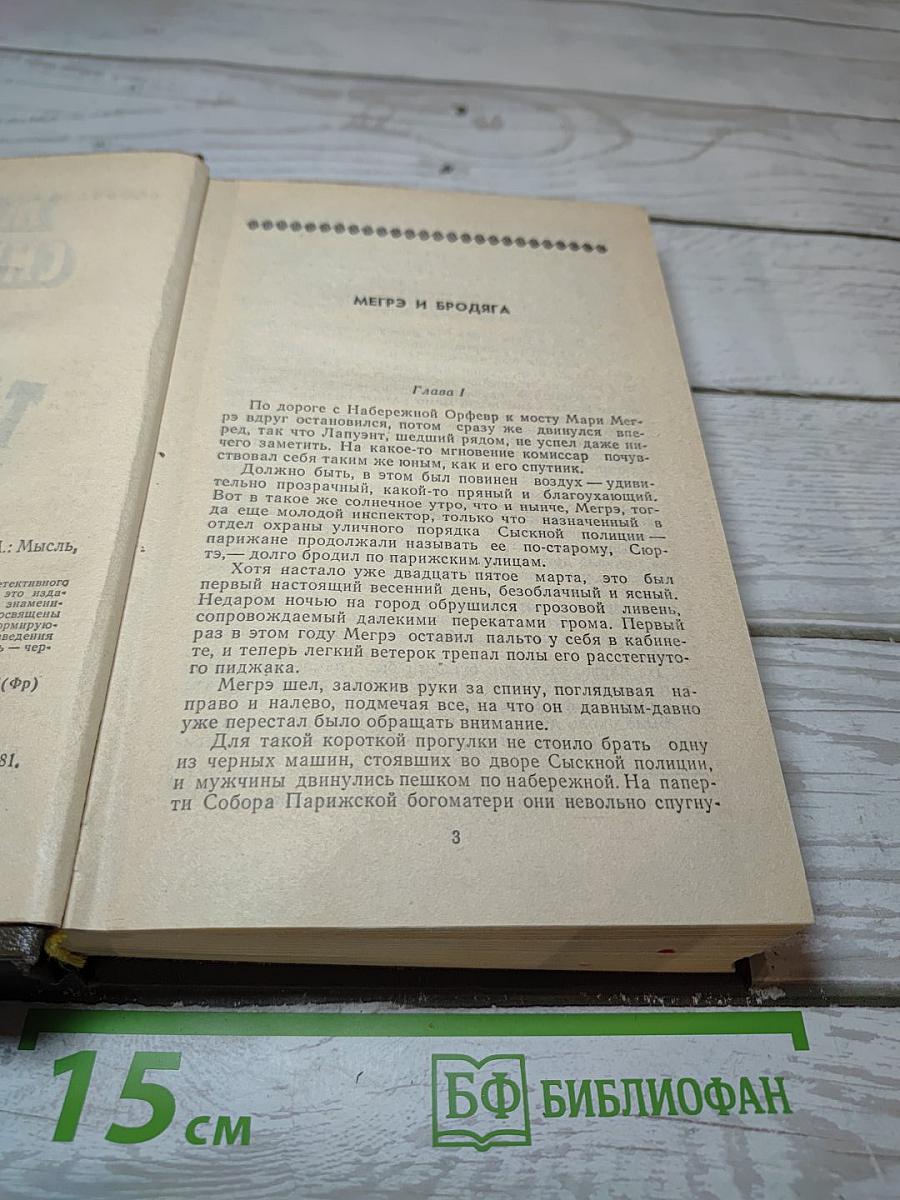 .: Мысль,
етективного
это изда-
знамени-
освящены
ормирую-
ведения
ь — чер-
(Фр)
81.
МЕГРЭ И БРОДЯГА
Глава I
По дороге с Набережной Орфевр к мосту Мари Мег-
рэ вдруг остановился, потом сразу же двинулся впе-
ред, так что Лапуэнт, шедший рядом, не успел даже ни-
чего заметить. На какое-то мгновение комиссар почув-
ствовал себя таким же юным, как и его спутник.
Должно быть, в этом был повинен воздух — удиви-
тельно прозрачный, какой-то пряный и благоухающий.
Вот в такое же солнечное утро, что и нынче, Мегрэ, тог-
да еще молодой инспектор, только что назначенный в
отдел охраны уличного порядка Сыскной полиции —
парижане продолжали называть ее по-старому, Сюр-
тэ,— долго бродил по парижским улицам.
Хотя настало уже двадцать пятое марта, это был
первый настоящий весенний день, безоблачный и ясный.
Недаром ночью на город обрушился грозовой ливень,
сопровождаемый далекими перекатами грома. Первый
раз в этом году Мегрэ оставил пальто у себя в кабине-
те, и теперь легкий ветерок трепал полы его расстегнуто-
го пиджака.
Мегрэ шел, заложив руки за спину, поглядывая на-
право и налево, подмечая все, на что он давным-давно
уже перестал было обращать внимание.
Для такой короткой прогулки не стоило брать одну
из черных машин, стоявших во дворе Сыскной полиции,
и мужчины двинулись пешком по набережной. На папер-
ти Собора Парижской богоматери они невольно спугну-
3
15 см
БФ БИБЛИОФАН